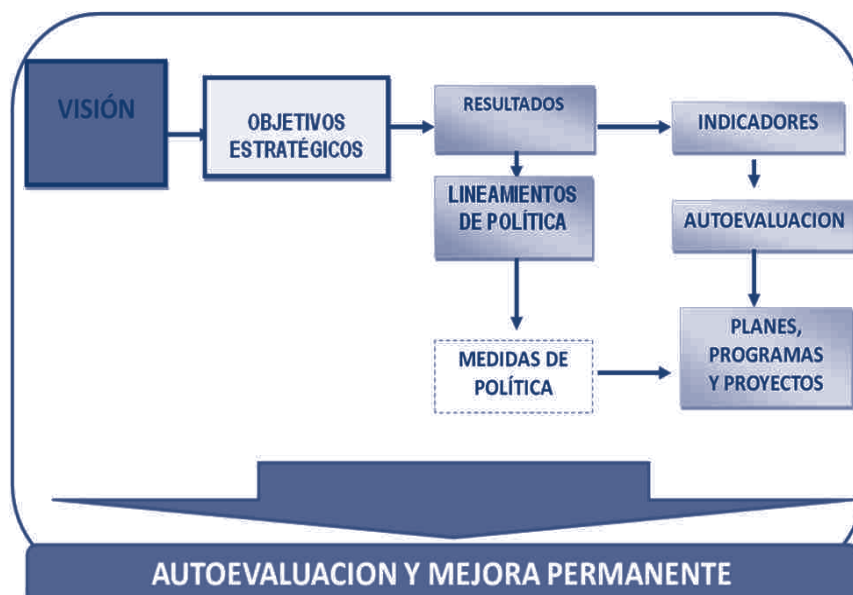 VISIÓN
OBJETIVOS
ESTRATÉGICOS
RESULTADOS
INDICADORES
LINEAMIENTOS
DE POLÍTICA
AUTOEVALUACION
MEDIDAS DE
POLÍTICA
PLANES,
PROGRAMAS
Y PROYECTOS
AUTOEVALUACION Y MEJORA PERMANENTE